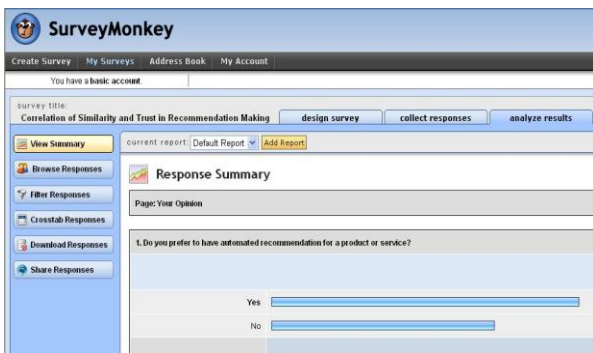 SurveyMonkey
Create Survey My Surveys Address Book My Account
You have a basic account.
survey title:
Correlation of Similarity and Trust in Recommendation Making design survey collect responses analyze results
View Summary current report: Default Report Add Report
Browse Responses
Response Summary
Filter Responses
Page: Your Opinion
Crosstab Responses
Download Responses
1. Do you prefer to have automated recommendation for a product or service?
Share Responses
Yes
No